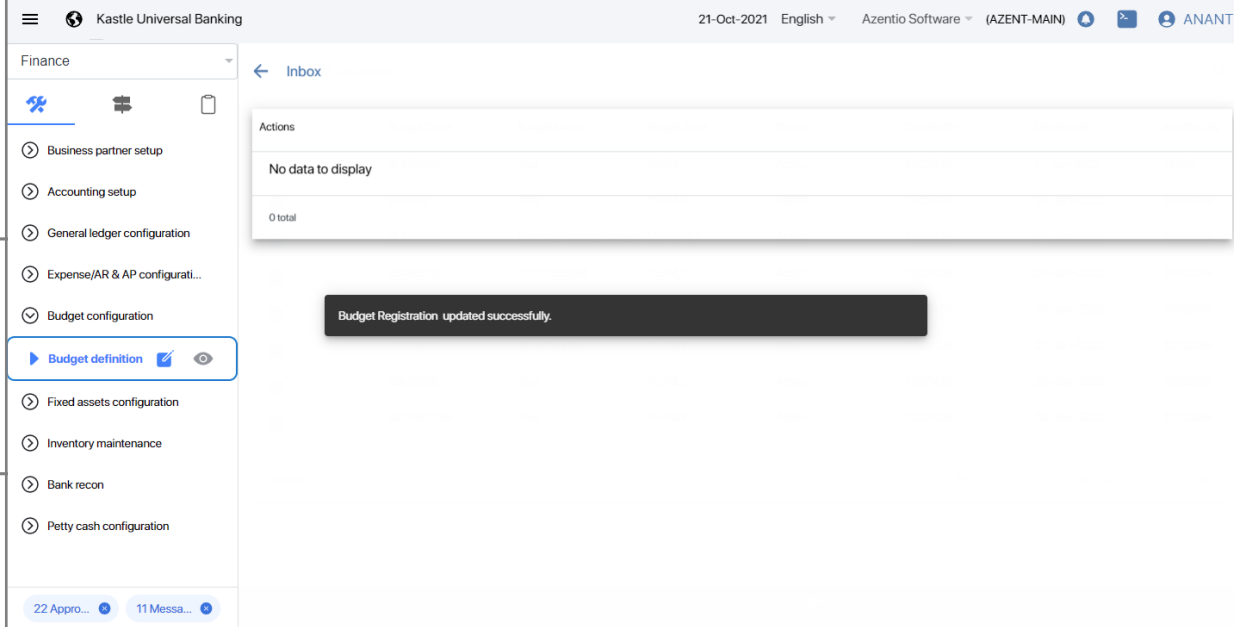 Kastle Universal Banking
21-Oct-2021 English Azentio Software (AZENT-MAIN) ANANT
Finance
Inbox
Actions
Business partner setup
No data to display
Accounting setup
0 total
General ledger configuration
Expense/AR & AP configurati...
Budget configuration
Budget Registration updated successfully.
Budget definition
Fixed assets configuration
Inventory maintenance
Bank recon
Petty cash configuration
22 Appro... 11 Messa...